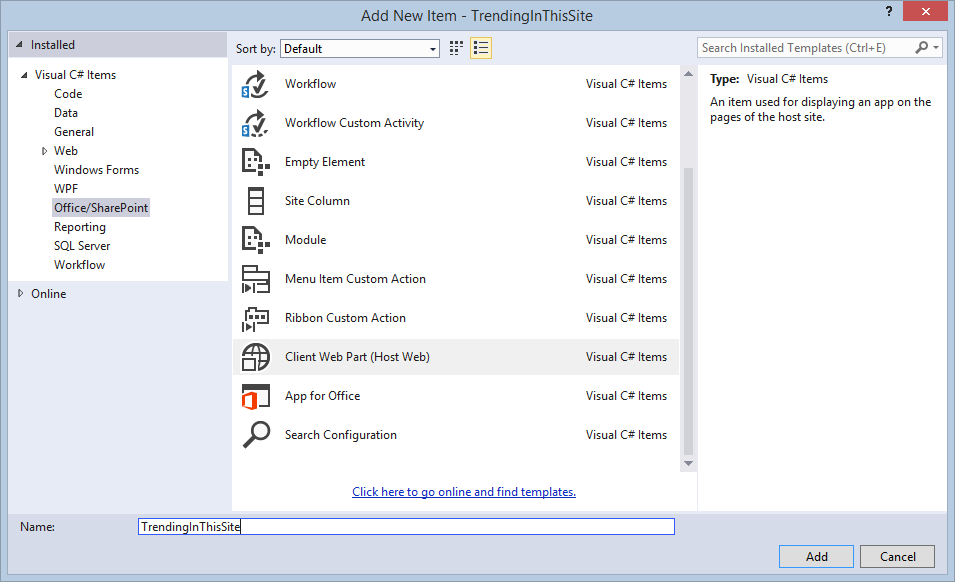 Add New Item - TrendingInThisSite
?
Installed
Visual C# Items
Code
Data
General
Web
Windows Forms
WPF
Office/SharePoint
Reporting
SQL Server
Workflow
Online
Sort by: Default
Workflow Visual C# Items
Workflow Custom Activity Visual C# Items
Empty Element Visual C# Items
Site Column Visual C# Items
Module Visual C# Items
Menu Item Custom Action Visual C# Items
Ribbon Custom Action Visual C# Items
Client Web Part (Host Web) Visual C# Items
App for Office Visual C# Items
Search Configuration Visual C# Items
Click here to go online and find templates.
Search Installed Templates (Ctrl+E)
Type: Visual C# Items
An item used for displaying an app on the
pages of the host site.
Name: TrendingInThisSite
Add Cancel